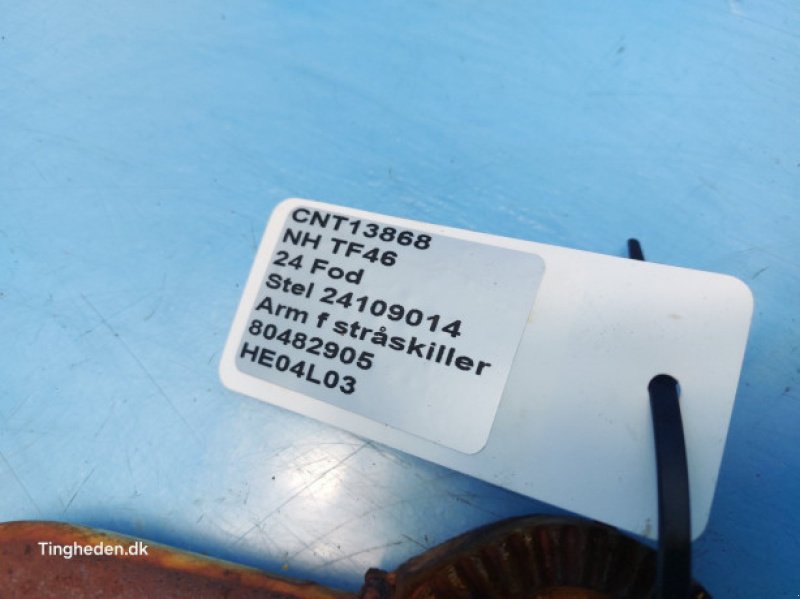 CNT13868
NH TF46
24 Fod
Stel 24109014
Arm f stråskiller
80482905
HE04L03
Tingheden.dk